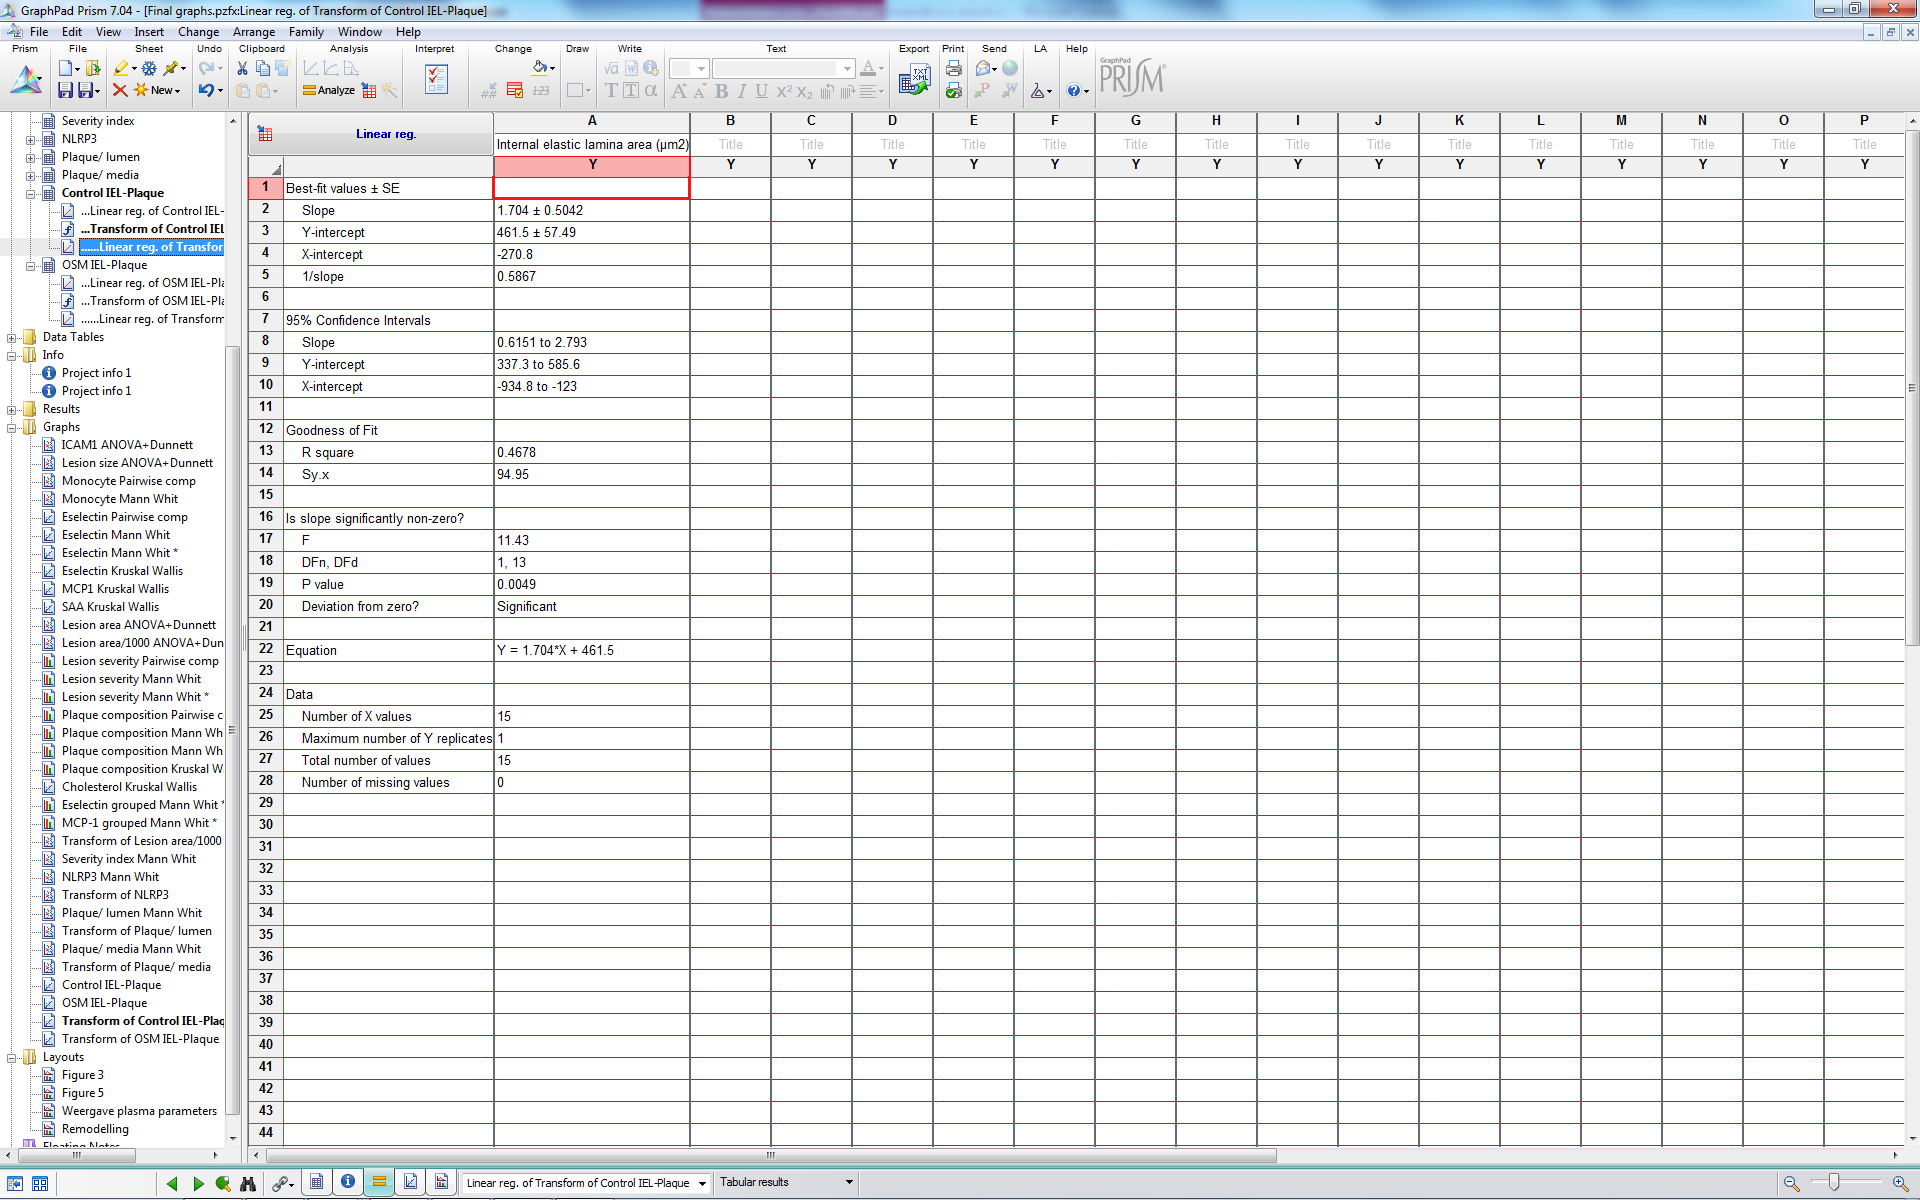 GraphPad Prism 7.04 - [Final graphs.pzfx:Linear reg. of Transform of Control IEL-Plaque]
File Edit View Insert Change Arrange Family Window Help
Prism File Sheet Undo Clipboard Analysis Interpret Change Draw Write Text Export Print Send LA Help
New
Analyze
GraphPad
PRISM
Severity index
NLRP3
Plaque/ lumen
Plaque/ media
Control IEL-Plaque
...Linear reg. of Control IEL-
...Transform of Control IEL
......Linear reg. of Transfor
OSM IEL-Plaque
...Linear reg. of OSM IEL-Pla
...Transform of OSM IEL-Pla
......Linear reg. of Transform
Data Tables
Info
Project info 1
Project info 1
Results
Graphs
ICAM1 ANOVA+Dunnett
Lesion size ANOVA+Dunnett
Monocyte Pairwise comp
Monocyte Mann Whit
Eselectin Pairwise comp
Eselectin Mann Whit
Eselectin Mann Whit *
Eselectin Kruskal Wallis
MCP1 Kruskal Wallis
SAA Kruskal Wallis
Lesion area ANOVA+Dunnett
Lesion area/1000 ANOVA+Dun
Lesion severity Pairwise comp
Lesion severity Mann Whit
Lesion severity Mann Whit *
Plaque composition Pairwise c
Plaque composition Mann Wh
Plaque composition Mann Wh
Plaque composition Kruskal W
Cholesterol Kruskal Wallis
Eselectin grouped Mann Whit *
MCP-1 grouped Mann Whit *
Transform of Lesion area/1000
Severity index Mann Whit
NLRP3 Mann Whit
Transform of NLRP3
Plaque/ lumen Mann Whit
Transform of Plaque/ lumen
Plaque/ media Mann Whit
Transform of Plaque/ media
Control IEL-Plaque
OSM IEL-Plaque
Transform of Control IEL-Plaq
Transform of OSM IEL-Plaque
Layouts
Figure 3
Figure 5
Weergave plasma parameters
Remodelling
Floating Notes
Linear reg.
A B C D E F G H I J K L M N O P
Internal elastic lamina area (µm2) Title Title Title Title Title Title Title Title Title Title Title Title Title Title Title
Y Y Y Y Y Y Y Y Y Y Y Y Y Y Y Y
1 Best-fit values ± SE
2 Slope 1.704 ± 0.5042
3 Y-intercept 461.5 ± 57.49
4 X-intercept -270.8
5 1/slope 0.5867
6
7 95% Confidence Intervals
8 Slope 0.6151 to 2.793
9 Y-intercept 337.3 to 585.6
10 X-intercept -934.8 to -123
11
12 Goodness of Fit
13 R square 0.4678
14 Sy.x 94.95
15
16 Is slope significantly non-zero?
17 F 11.43
18 DFn, DFd 1, 13
19 P value 0.0049
20 Deviation from zero? Significant
21
22 Equation Y = 1.704*X + 461.5
23
24 Data
25 Number of X values 15
26 Maximum number of Y replicates 1
27 Total number of values 15
28 Number of missing values 0
29
30
31
32
33
34
35
36
37
38
39
40
41
42
43
44
Linear reg. of Transform of Control IEL-Plaque
Tabular results